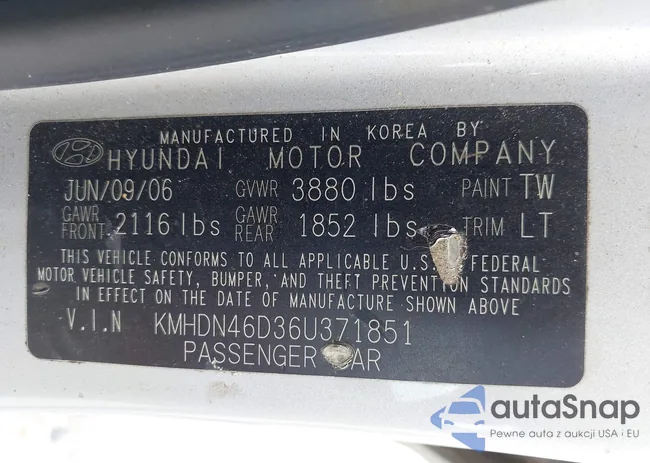 MANUFACTURED IN KOREA BY
HYUNDAI MOTOR COMPANY
JUN/09/06 GVWR 3880 lbs PAINT TW
GAWR FRONT 2116 lbs GAWR REAR 1852 lbs TRIM LT
THIS VEHICLE CONFORMS TO ALL APPLICABLE U.S. FEDERAL
MOTOR VEHICLE SAFETY, BUMPER, AND THEFT PREVENTION STANDARDS
IN EFFECT ON THE DATE OF MANUFACTURE SHOWN ABOVE
V.I.N KMHDN46D36U371851
PASSENGER CAR
autaSnap
Pewne auta z aukcji USA i EU